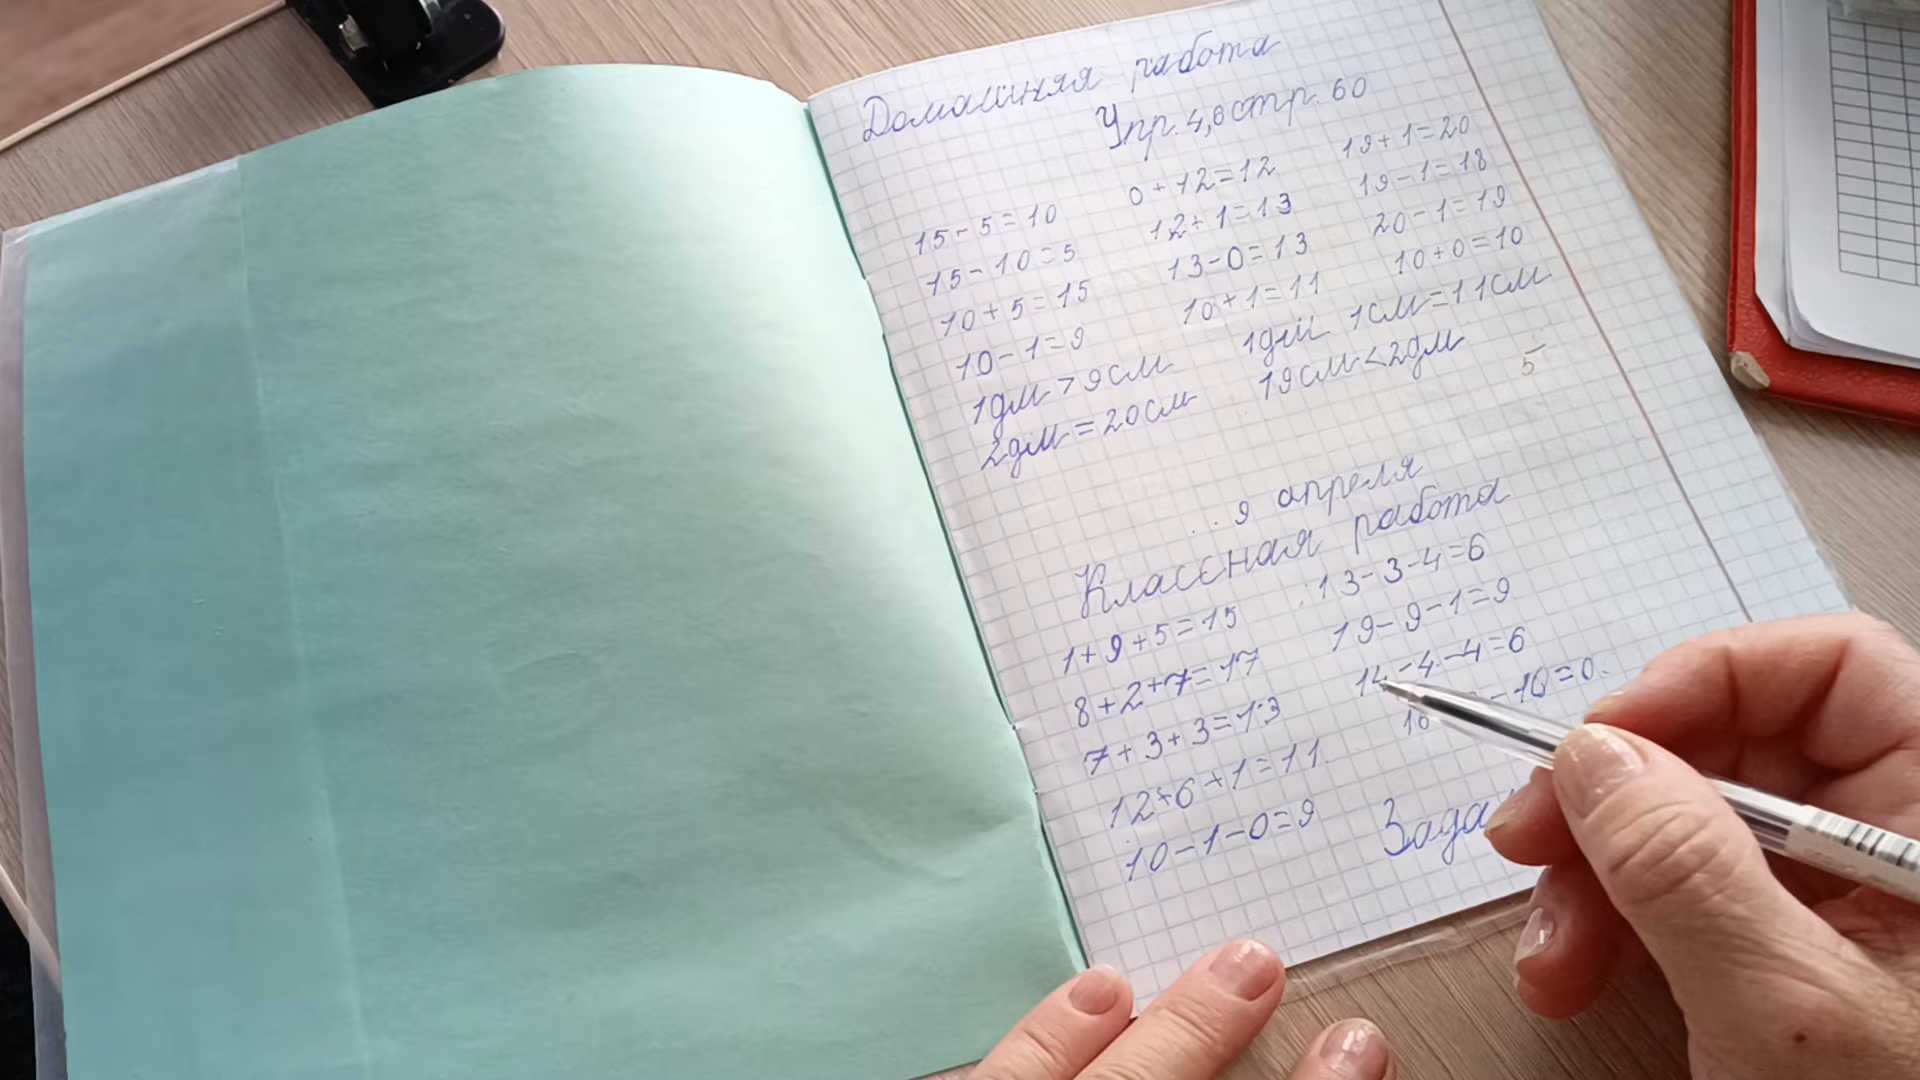 Домашняя работа
Упр. 4,6 стр. 60
15-5=10 0+12=12 19+1=20
15-10=5 12+1=13 19-1=18
10+5=15 13-0=13 20-1=19
10-1=9 10+1=11 10+0=10
1дм>9см 1дм 1см=11см
2дм=20см 19см<2дм
5
9 апреля
Классная работа
1+9+5=15 13-3-4=6
8+2+7=17 19-9-1=9
7+3+3=13 14-4-4=6
12+6+1=11 -10=0
10-1-0=9